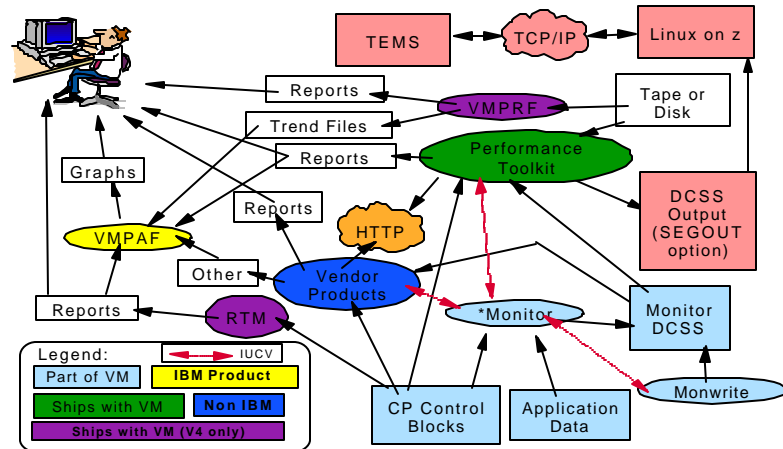 TEMS
TCP/IP
Linux on z
Reports
VMPRF
Tape or
Disk
Trend Files
Performance
Toolkit
Reports
Graphs
DCSS
Output
(SEGOUT
option)
Reports
HTTP
VMPAF
Other
Vendor
Products
Reports
RTM
*Monitor
Monitor
DCSS
Legend:
IUCV
Part of VM
IBM Product
Ships with VM
Non IBM
Ships with VM (V4 only)
CP Control
Blocks
Application
Data
Monwrite